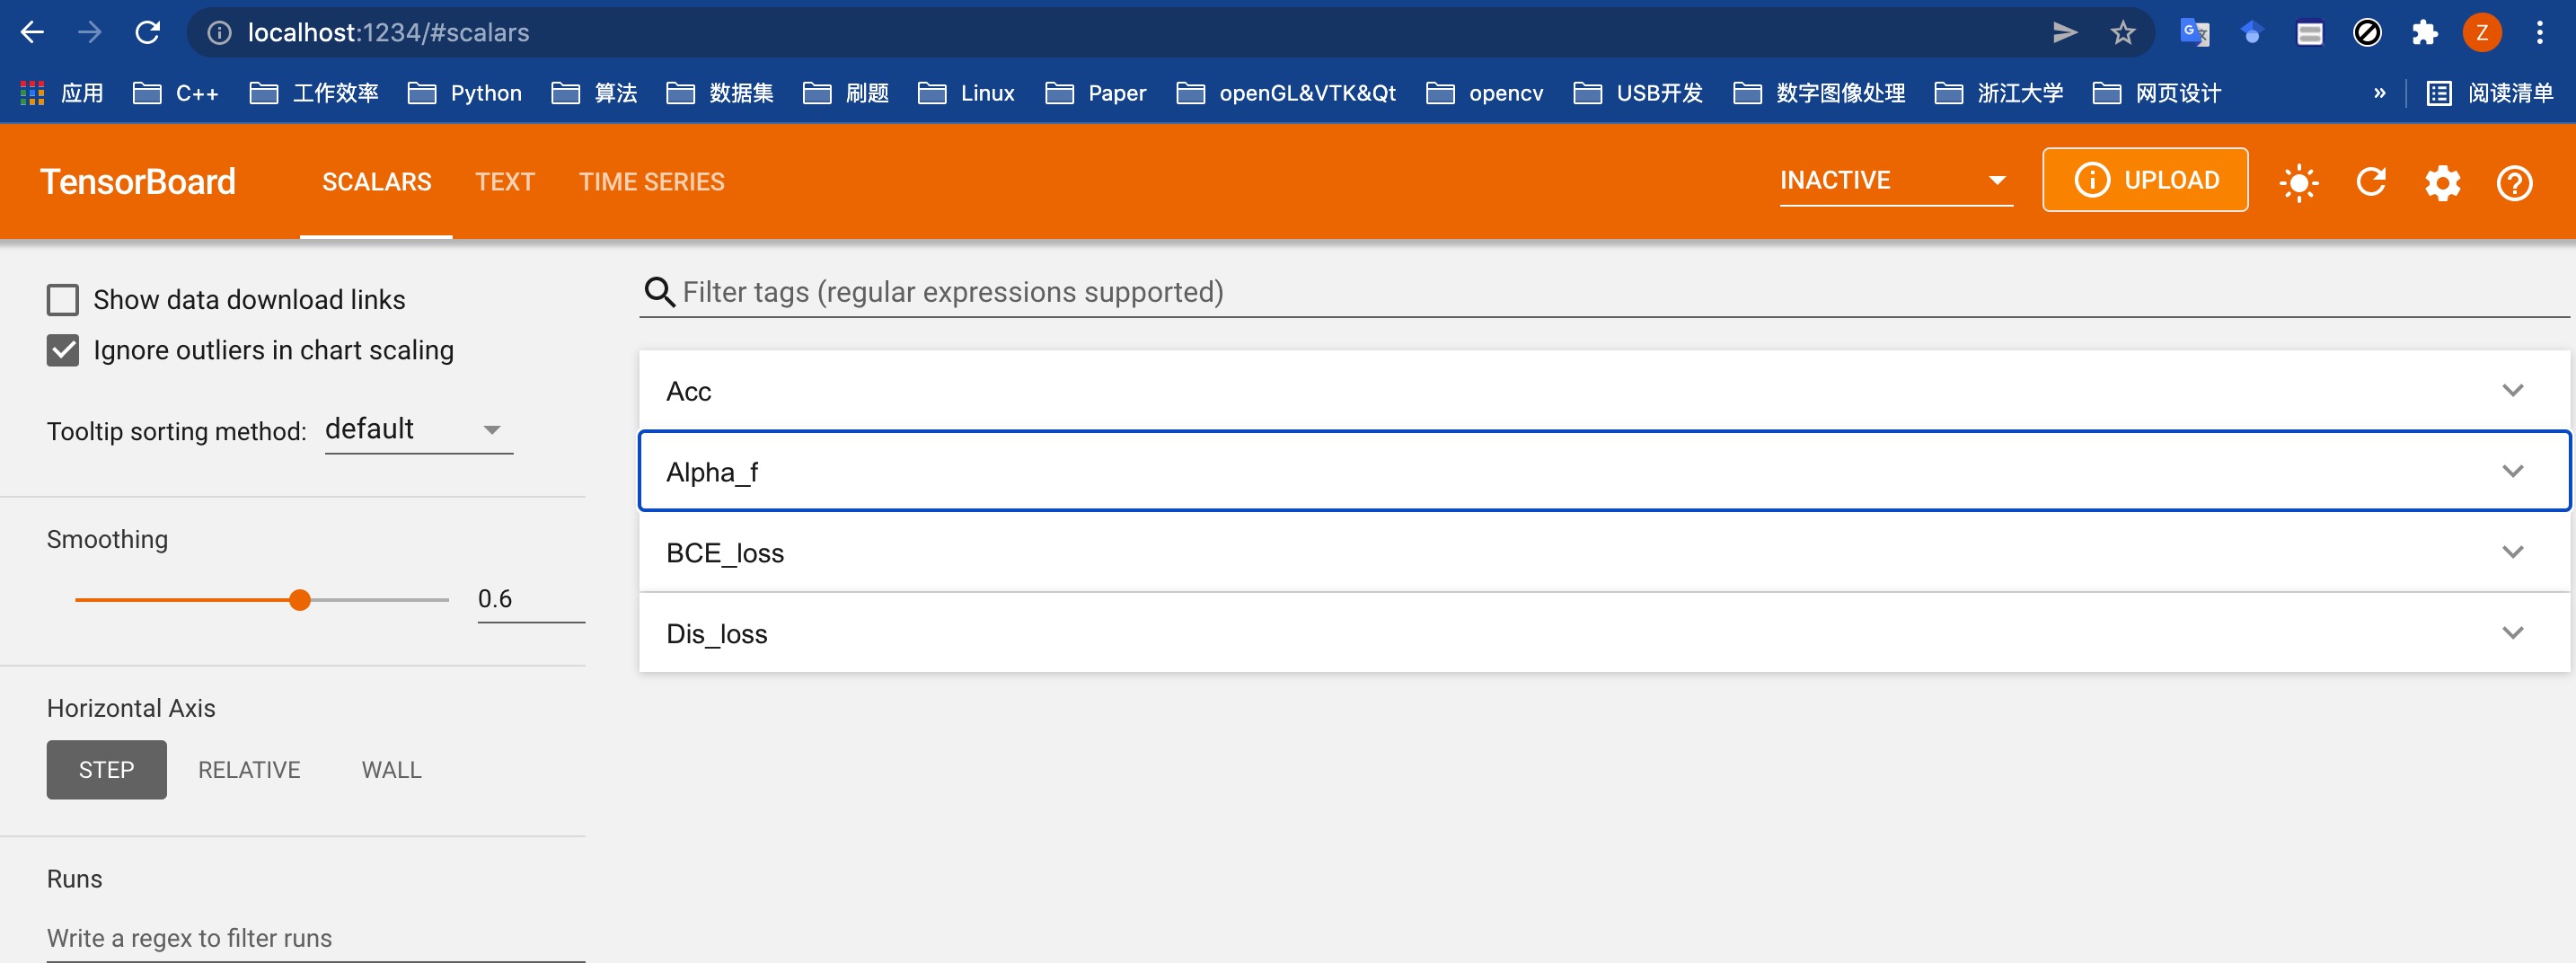 localhost:1234/#scalars
Z
应用 C++ 工作效率 Python 算法 数据集 刷题 Linux Paper openGL&VTK&Qt opencv USB开发 数字图像处理 浙江大学 网页设计 » 阅读清单
TensorBoard SCALARS TEXT TIME SERIES INACTIVE UPLOAD
Show data download links
Ignore outliers in chart scaling
Tooltip sorting method: default
Smoothing
0.6
Horizontal Axis
STEP RELATIVE WALL
Runs
Write a regex to filter runs
Filter tags (regular expressions supported)
Acc
Alpha_f
BCE_loss
Dis_loss